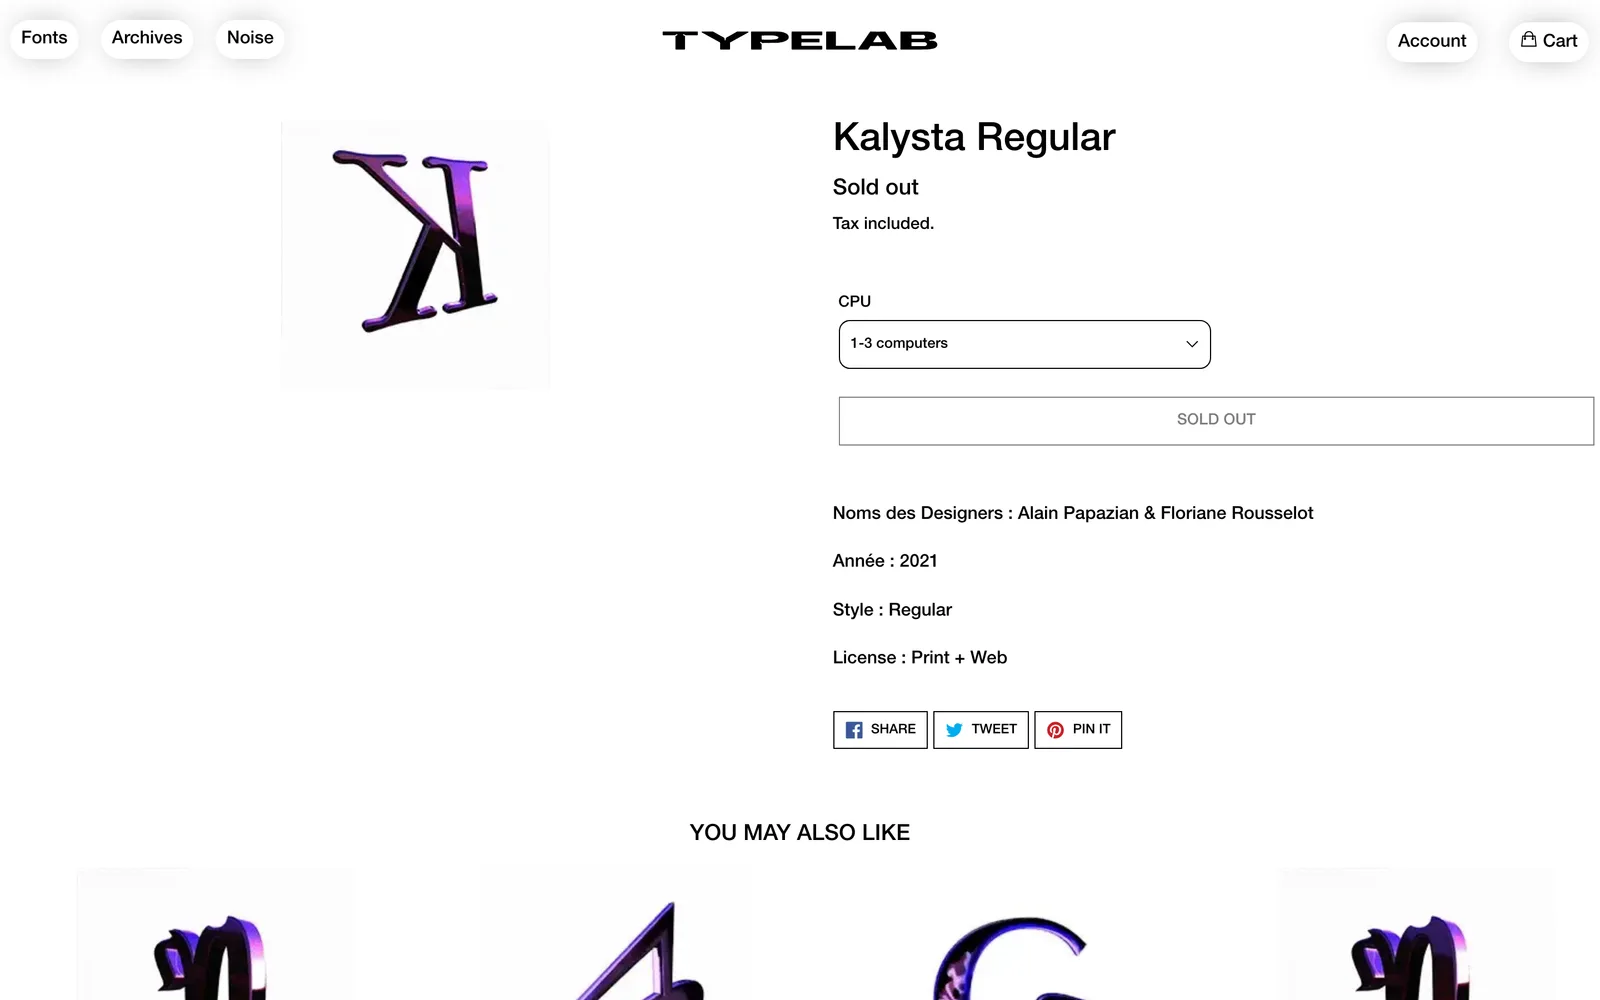 Fonts
Archives
Noise
TYPELAB
Account
Cart
Kalysta Regular
Sold out
Tax included.
CPU
1-3 computers
SOLD OUT
Noms des Designers : Alain Papazian & Floriane Rousselot
Année : 2021
Style : Regular
License : Print + Web
SHARE
TWEET
PIN IT
YOU MAY ALSO LIKE